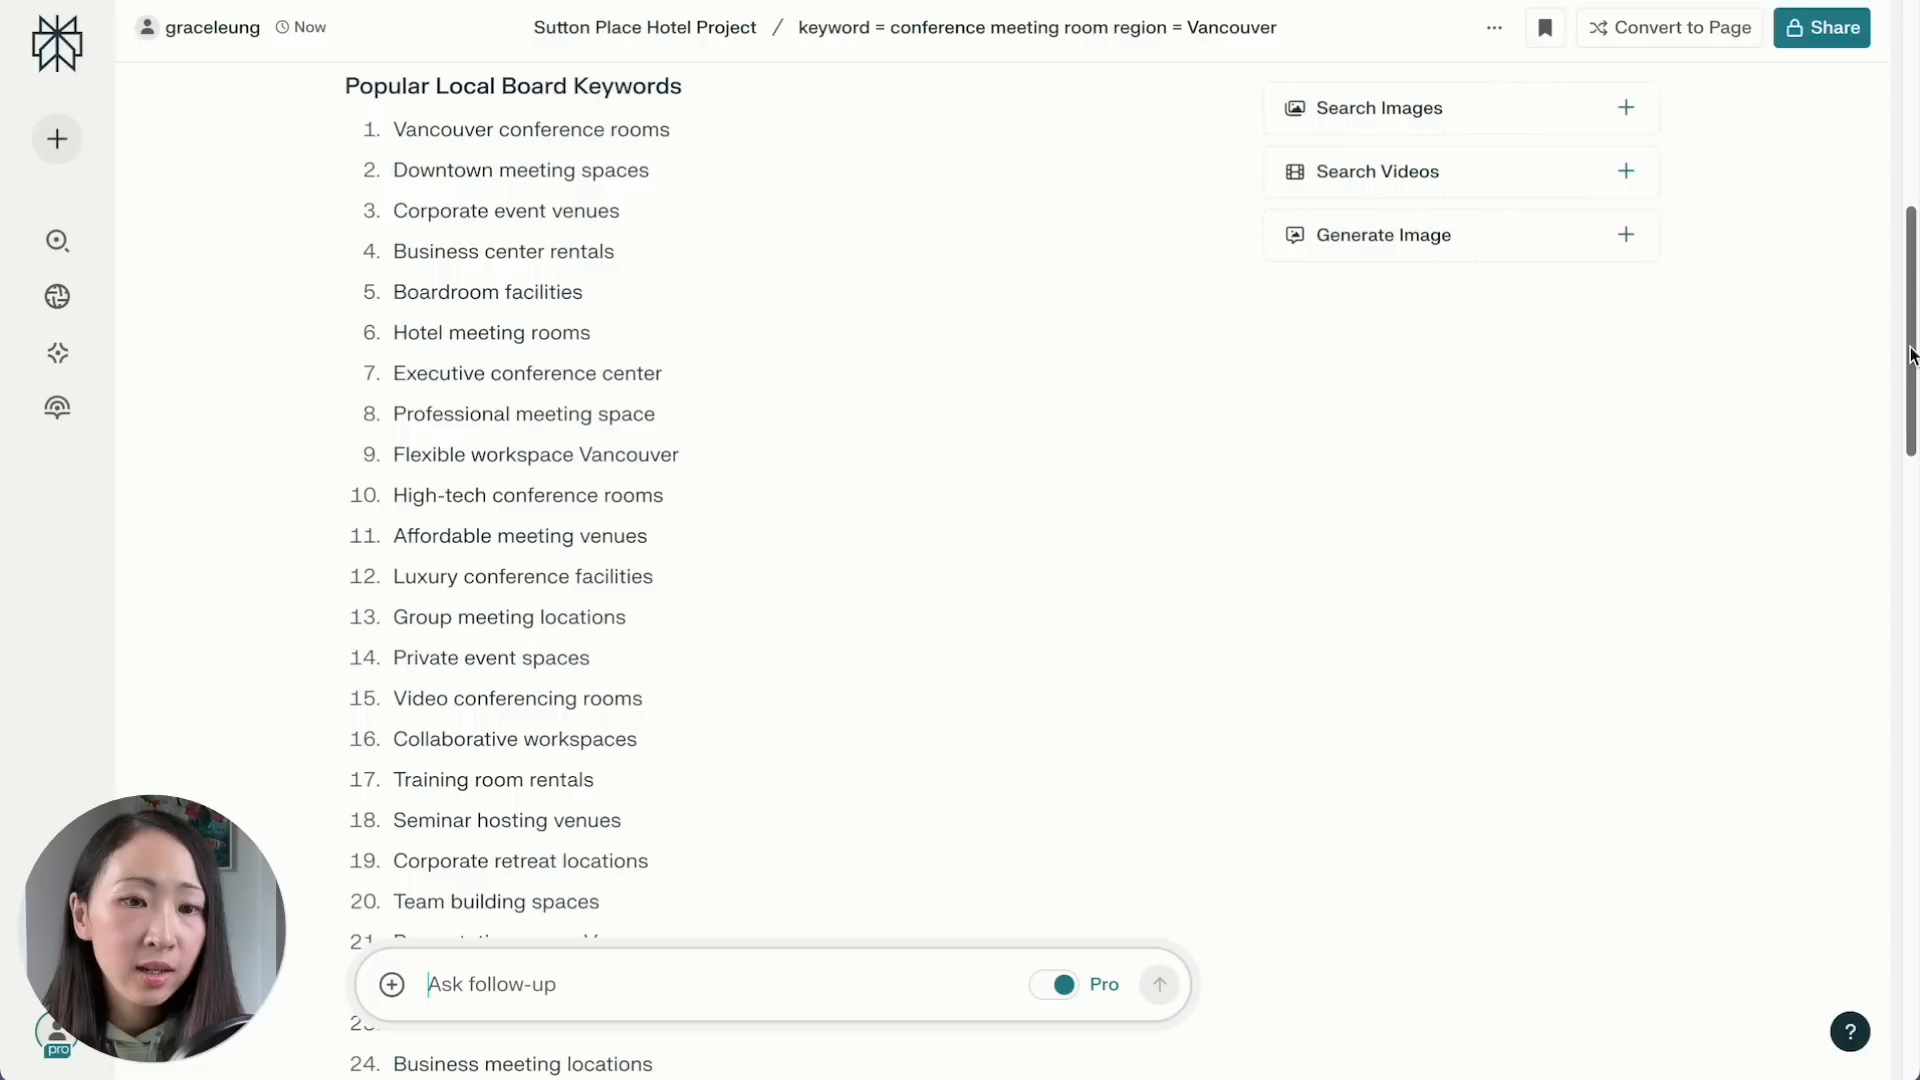 graceleung Now Sutton Place Hotel Project / keyword = conference meeting room region = Vancouver ... Convert to Page Share
Popular Local Board Keywords
1. Vancouver conference rooms
2. Downtown meeting spaces
3. Corporate event venues
4. Business center rentals
5. Boardroom facilities
6. Hotel meeting rooms
7. Executive conference center
8. Professional meeting space
9. Flexible workspace Vancouver
10. High-tech conference rooms
11. Affordable meeting venues
12. Luxury conference facilities
13. Group meeting locations
14. Private event spaces
15. Video conferencing rooms
16. Collaborative workspaces
17. Training room rentals
18. Seminar hosting venues
19. Corporate retreat locations
20. Team building spaces
21.
Ask follow-up Pro
24. Business meeting locations
Search Images +
Search Videos +
Generate Image +
pro
?